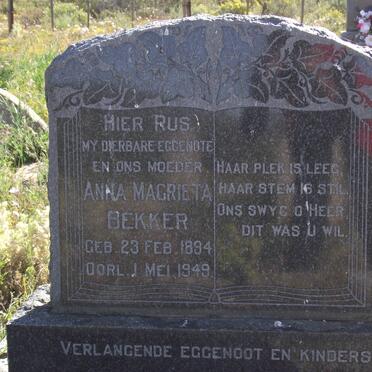 HIER RUS
MY DIERBARE EGGENOTE
EN ONS MOEDER
ANNA MAGRIETA
BEKKER
GEB. 23 FEB. 1894
OORL. 1 MEI. 1949
HAAR PLEK IS LEEG,
HAAR STEM IS STIL,
ONS SWYG O HEER,
DIT WAS U WIL.
VERLANGENDE EGGENOOT EN KINDERS